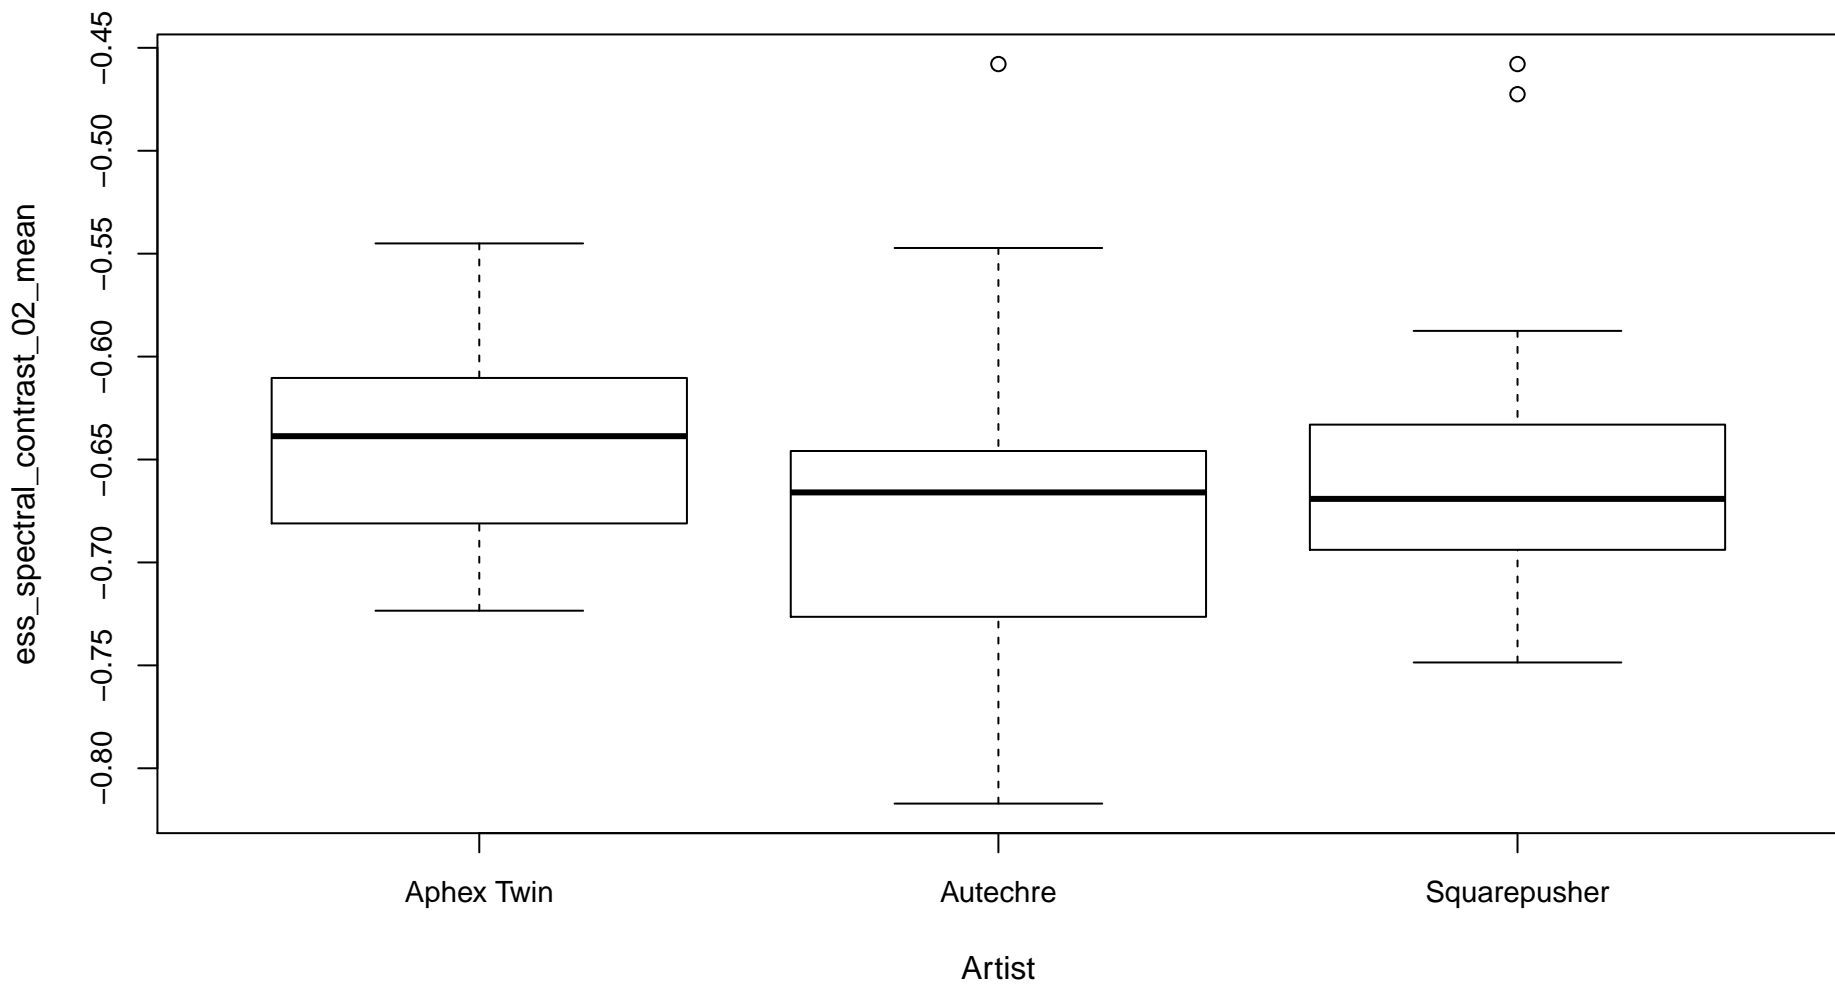 ess_spectral_contrast_02_mean
−0.45
−0.50
−0.55
−0.60
−0.65
−0.70
−0.75
−0.80
Aphex Twin
Autechre
Squarepusher
Artist